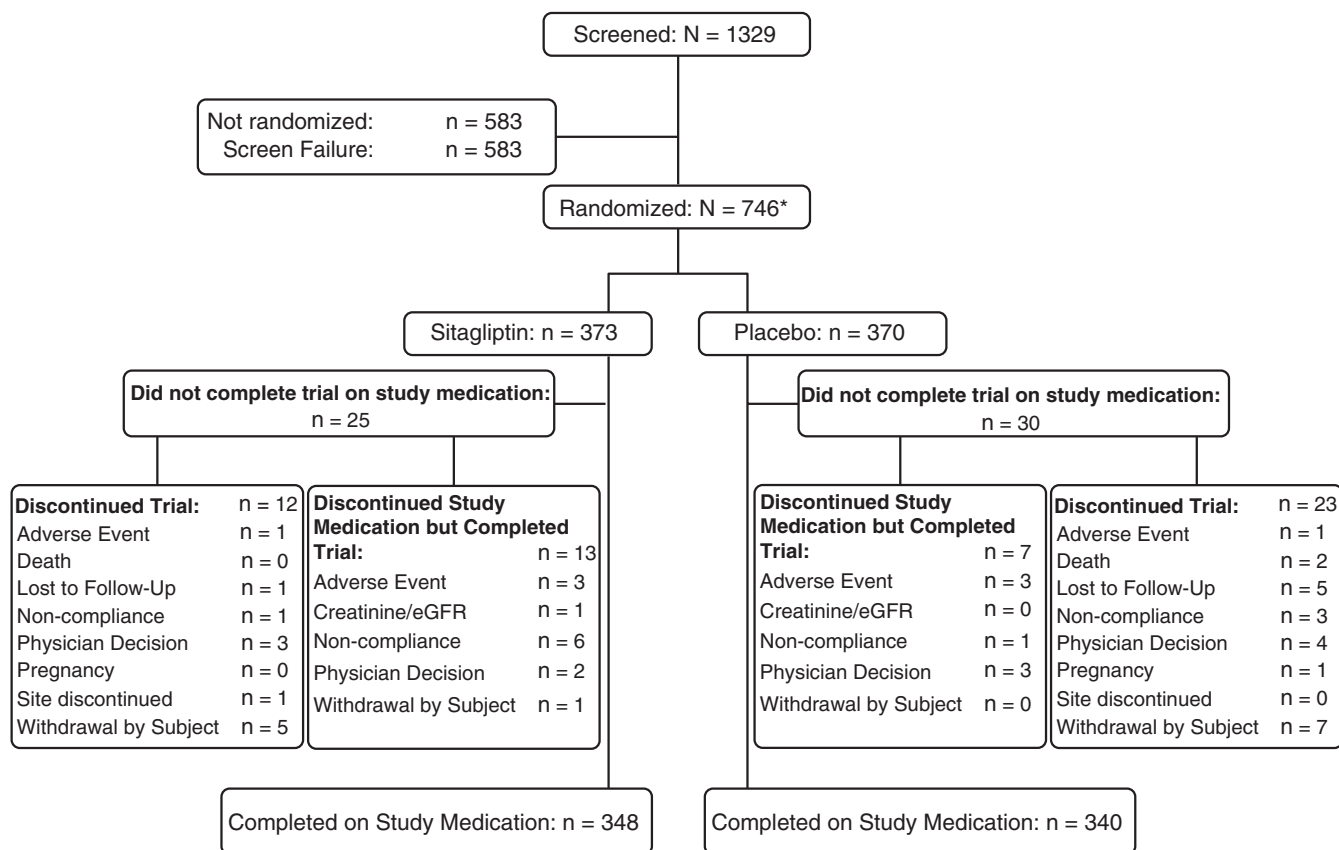 Screened: N = 1329
Not randomized: n = 583
Screen Failure: n = 583
Randomized: N = 746*
Sitagliptin: n = 373
Placebo: n = 370
Did not complete trial on study medication:
n = 25
Did not complete trial on study medication:
n = 30
Discontinued Trial: n = 12
Adverse Event n = 1
Death n = 0
Lost to Follow-Up n = 1
Non-compliance n = 1
Physician Decision n = 3
Pregnancy n = 0
Site discontinued n = 1
Withdrawal by Subject n = 5
Discontinued Study
Medication but Completed
Trial: n = 13
Adverse Event n = 3
Creatinine/eGFR n = 1
Non-compliance n = 6
Physician Decision n = 2
Withdrawal by Subject n = 1
Discontinued Study
Medication but Completed
Trial: n = 7
Adverse Event n = 3
Creatinine/eGFR n = 0
Non-compliance n = 1
Physician Decision n = 3
Withdrawal by Subject n = 0
Discontinued Trial: n = 23
Adverse Event n = 1
Death n = 2
Lost to Follow-Up n = 5
Non-compliance n = 3
Physician Decision n = 4
Pregnancy n = 1
Site discontinued n = 0
Withdrawal by Subject n = 7
Completed on Study Medication: n = 348
Completed on Study Medication: n = 340